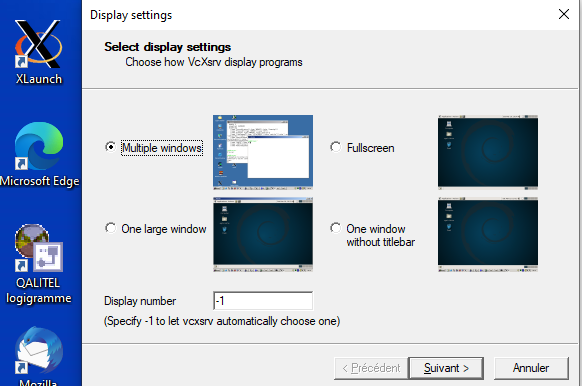 Display settings
Select display settings
Choose how VcXsrv display programs
XLaunch
Microsoft Edge
QALITEL
logigramme
Mozilla
Multiple windows
Fullscreen
One large window
One window
without titlebar
Display number
-1
(Specify -1 to let vcxsrv automatically choose one)
< Précédent
Suivant >
Annuler